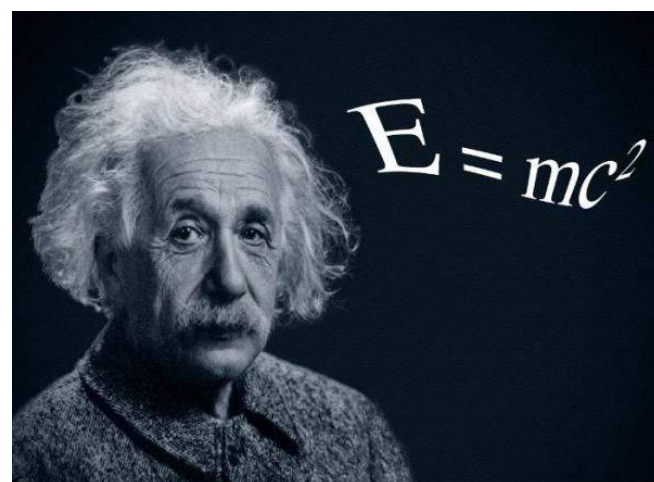 E = mc²